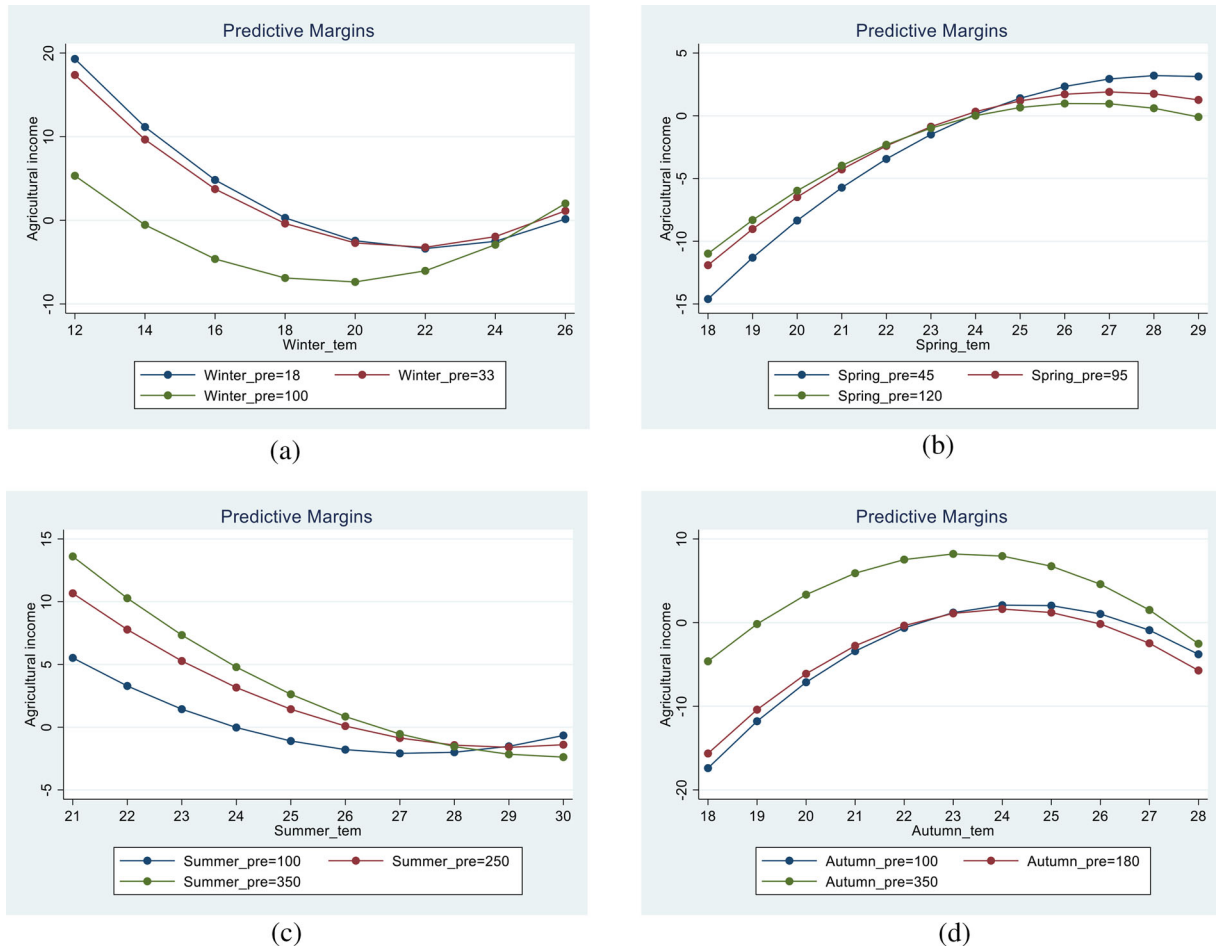 Predictive Margins
Agricultural income
20
10
0
-10
12 14 16 18 20 22 24 26
Winter_tem
Winter_pre=18 Winter_pre=33
Winter_pre=100
(a)
Predictive Margins
Agricultural income
5
0
-5
-10
-15
18 19 20 21 22 23 24 25 26 27 28 29
Spring_tem
Spring_pre=45 Spring_pre=95
Spring_pre=120
(b)
Predictive Margins
Agricultural income
15
10
5
0
-5
21 22 23 24 25 26 27 28 29 30
Summer_tem
Summer_pre=100 Summer_pre=250
Summer_pre=350
(c)
Predictive Margins
Agricultural income
10
0
-10
-20
18 19 20 21 22 23 24 25 26 27 28
Autumn_tem
Autumn_pre=100 Autumn_pre=180
Autumn_pre=350
(d)